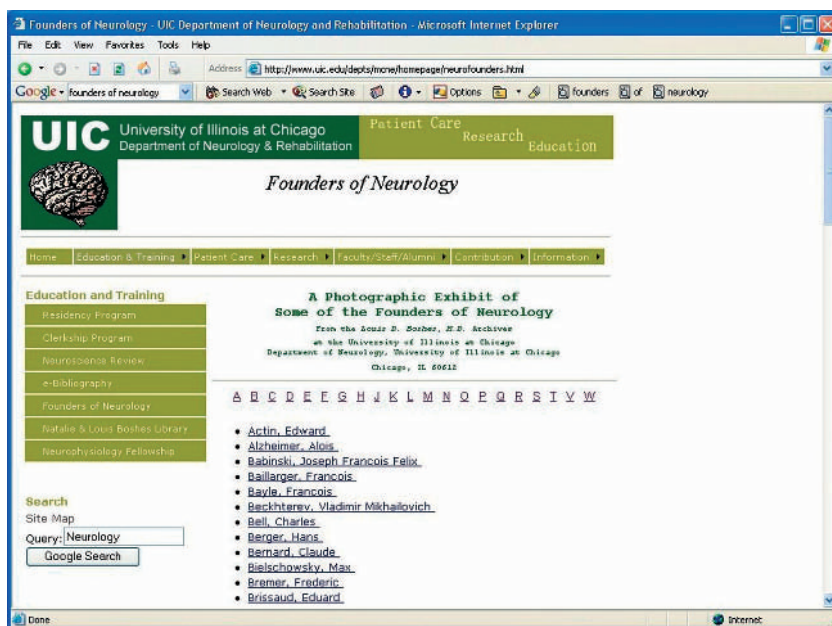 Founders of Neurology - UIC Department of Neurology and Rehabilitation - Microsoft Internet Explorer
File Edit View Favorites Tools Help
Address http://www.uic.edu/depts/mcne/homepage/neurofounders.html
Google founders of neurology Search Web Search Site Options founders of neurology
UIC University of Illinois at Chicago
Department of Neurology & Rehabilitation
Patient Care
Research
Education
Founders of Neurology
Home Education & Training Patient Care Research Faculty/Staff/Alumni Contribution Information
Education and Training
Residency Program
Clerkship Program
Neuroscience Review
e-Bibliography
Founders of Neurology
Natalie & Louis Boshes Library
Neurophysiology Fellowship
Search
Site Map
Query: Neurology
Google Search
A Photographic Exhibit of
Some of the Founders of Neurology
From the Louis D. Boshes, M.D. Archives
at the University of Illinois at Chicago
Department of Neurology, University of Illinois at Chicago
Chicago, IL 60612
A B C D E F G H J K L M N O P Q R S T V W
Actin, Edward
Alzheimer, Alois
Babinski, Joseph Francois Felix
Baillarger, Francois
Bayle, Francois
Beckhterev, Vladimir Mikhailovich
Bell, Charles
Berger, Hans
Bernard, Claude
Bielschowsky, Max
Bremer, Frederic
Brissaud, Eduard
Done Internet